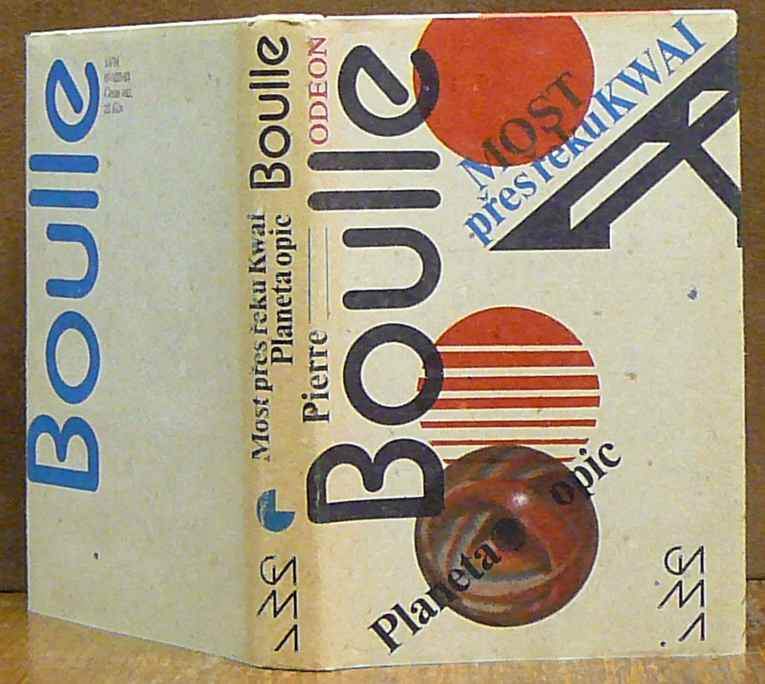 Boulle
Boulle
Most přes řeku Kwai
Planeta opic
ODEON
Pierre
Boulle
MOST
přes řeku KWAI
Planeta opic